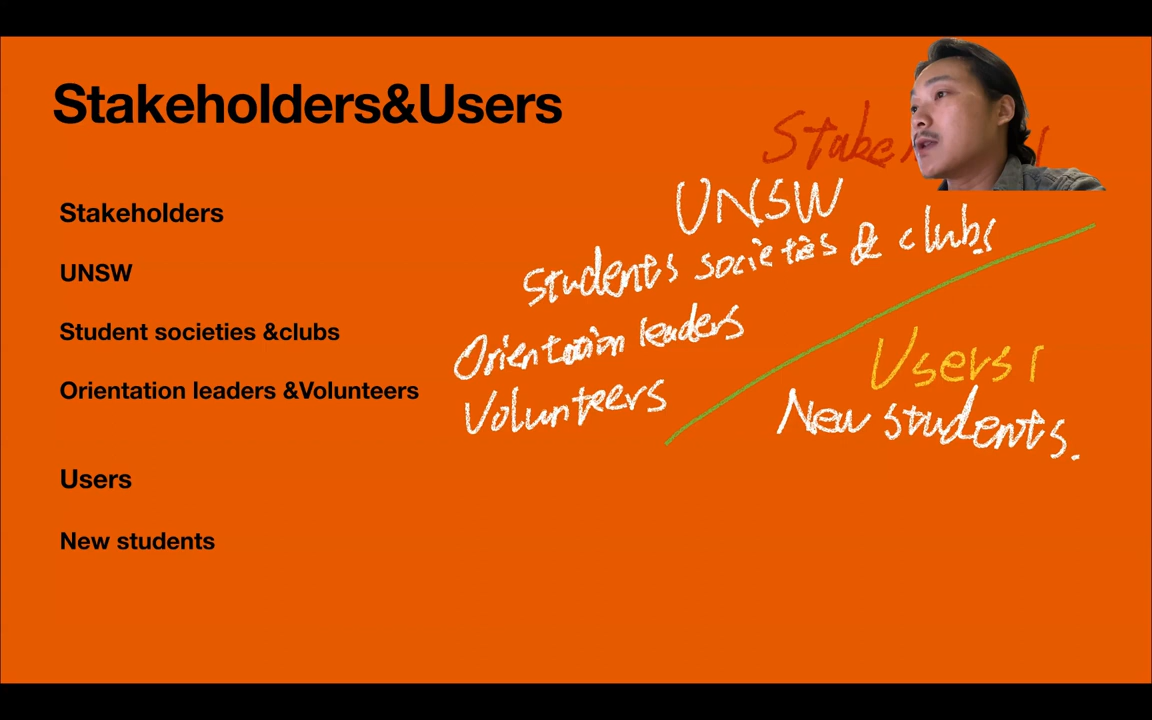 Stakeholders&Users
Stakeholders
UNSW
Student societies &clubs
Orientation leaders &Volunteers
Users
New students
UNSW
Students societies & clubs
Orientation leaders
Volunteers
Users
New students.